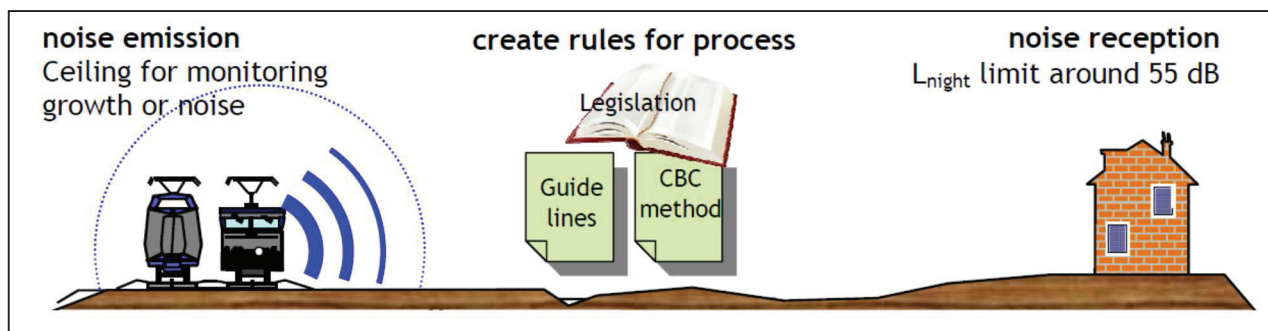 noise emission
Ceiling for monitoring
growth or noise
create rules for process
Legislation
Guide
lines
CBC
method
noise reception
Lnight limit around 55 dB